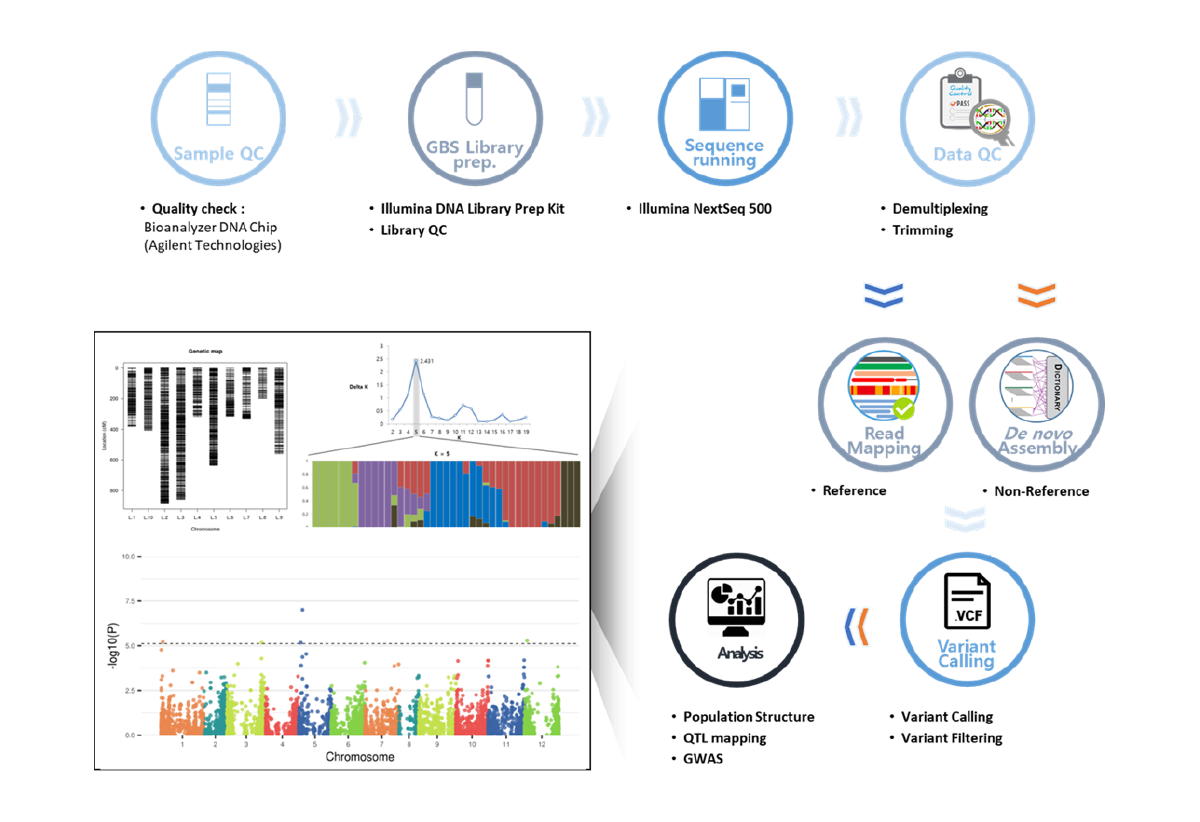 Sample QC
GBS Library
prep.
Sequence
running
Quality
Control
PASS
Data QC
• Quality check :
Bioanalyzer DNA Chip
(Agilent Technologies)
• Illumina DNA Library Prep Kit
• Library QC
• Illumina NextSeq 500
• Demultiplexing
• Trimming
Read
Mapping
DICTIONARY
De novo
Assembly
• Reference
• Non-Reference
.VCF
Variant
Calling
• Variant Calling
• Variant Filtering
Analysis
• Population Structure
• QTL mapping
• GWAS
Genetic map
Location (cM)
0
200
400
600
800
Chromosome
Delta K
3
2.5
2
1.5
1
0.5
0
2.431
2 3 4 5 6 7 8 9 10 11 12 13 14 15 16 17 18 19
K
K = 5
1
0.8
0.6
0.4
0.2
0
-log10(P)
10.0
7.5
5.0
2.5
0.0
1 2 3 4 5 6 7 8 9 10 11 12
Chromosome